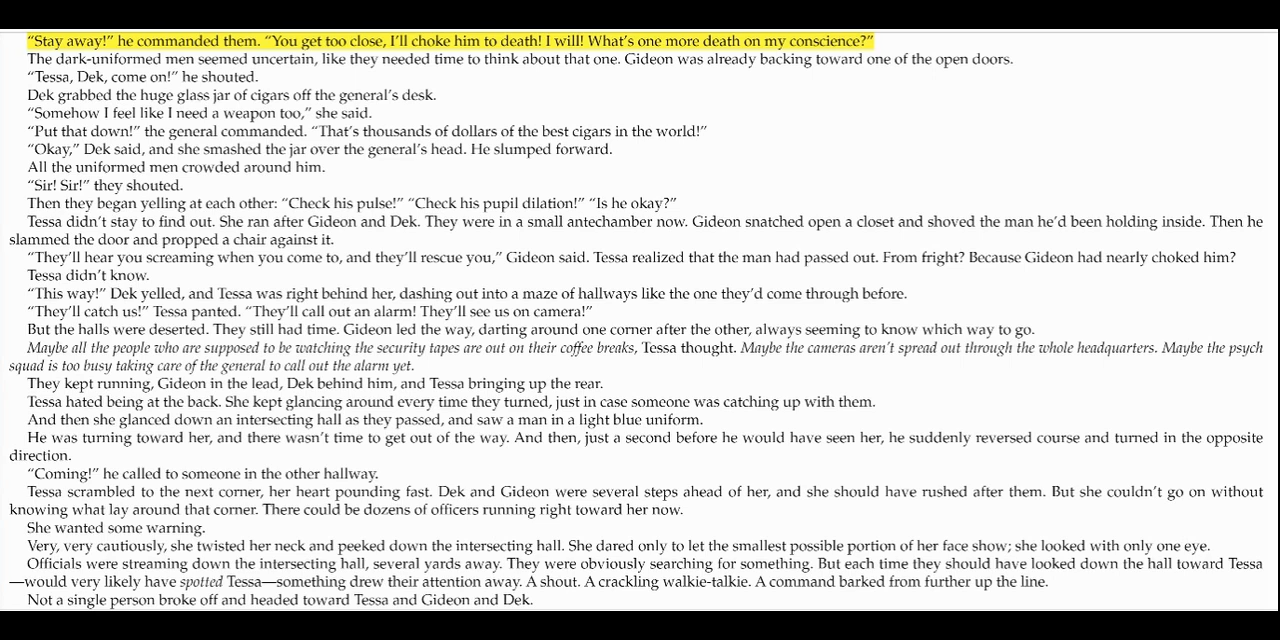 “Stay away!” he commanded them. “You get too close, I’ll choke him to death! I will! What’s one more death on my conscience?”
The dark-uniformed men seemed uncertain, like they needed time to think about that one. Gideon was already backing toward one of the open doors.
“Tessa, Dek, come on!” he shouted.
Dek grabbed the huge glass jar of cigars off the general’s desk.
“Somehow I feel like I need a weapon too,” she said.
“Put that down!” the general commanded. “That’s thousands of dollars of the best cigars in the world!”
“Okay,” Dek said, and she smashed the jar over the general’s head. He slumped forward.
All the uniformed men crowded around him.
“Sir! Sir!” they shouted.
Then they began yelling at each other: “Check his pulse!” “Check his pupil dilation!” “Is he okay?”
Tessa didn’t stay to find out. She ran after Gideon and Dek. They were in a small antechamber now. Gideon snatched open a closet and shoved the man he’d been holding inside. Then he
slammed the door and propped a chair against it.
“They’ll hear you screaming when you come to, and they’ll rescue you,” Gideon said. Tessa realized that the man had passed out. From fright? Because Gideon had nearly choked him?
Tessa didn’t know.
“This way!” Dek yelled, and Tessa was right behind her, dashing out into a maze of hallways like the one they’d come through before.
“They’ll catch us!” Tessa panted. “They’ll call out an alarm! They’ll see us on camera!”
But the halls were deserted. They still had time. Gideon led the way, darting around one corner after the other, always seeming to know which way to go.
Maybe all the people who are supposed to be watching the security tapes are out on their coffee breaks, Tessa thought. Maybe the cameras aren’t spread out through the whole headquarters. Maybe the psych
squad is too busy taking care of the general to call out the alarm yet.
They kept running, Gideon in the lead, Dek behind him, and Tessa bringing up the rear.
Tessa hated being at the back. She kept glancing around every time they turned, just in case someone was catching up with them.
And then she glanced down an intersecting hall as they passed, and saw a man in a light blue uniform.
He was turning toward her, and there wasn’t time to get out of the way. And then, just a second before he would have seen her, he suddenly reversed course and turned in the opposite
direction.
“Coming!” he called to someone in the other hallway.
Tessa scrambled to the next corner, her heart pounding fast. Dek and Gideon were several steps ahead of her, and she should have rushed after them. But she couldn’t go on without
knowing what lay around that corner. There could be dozens of officers running right toward her now.
She wanted some warning.
Very, very cautiously, she twisted her neck and peeked down the intersecting hall. She dared only to let the smallest possible portion of her face show; she looked with only one eye.
Officials were streaming down the intersecting hall, several yards away. They were obviously searching for something. But each time they should have looked down the hall toward Tessa
—would very likely have spotted Tessa—something drew their attention away. A shout. A crackling walkie-talkie. A command barked from further up the line.
Not a single person broke off and headed toward Tessa and Gideon and Dek.